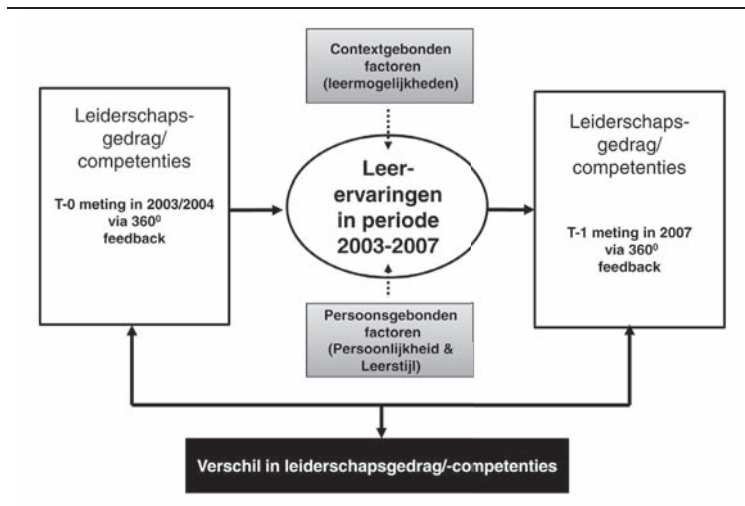 Contextgebonden
factoren
(leermogelijkheden)
Leiderschaps-
gedrag/
competenties
T-0 meting in 2003/2004
via 360⁰
feedback
Leer-
ervaringen
in periode
2003-2007
Leiderschaps-
gedrag/
competenties
T-1 meting in 2007
via 360⁰
feedback
Persoonsgebonden
factoren
(Persoonlijkheid &
Leerstijl)
Verschil in leiderschapsgedrag/-competenties